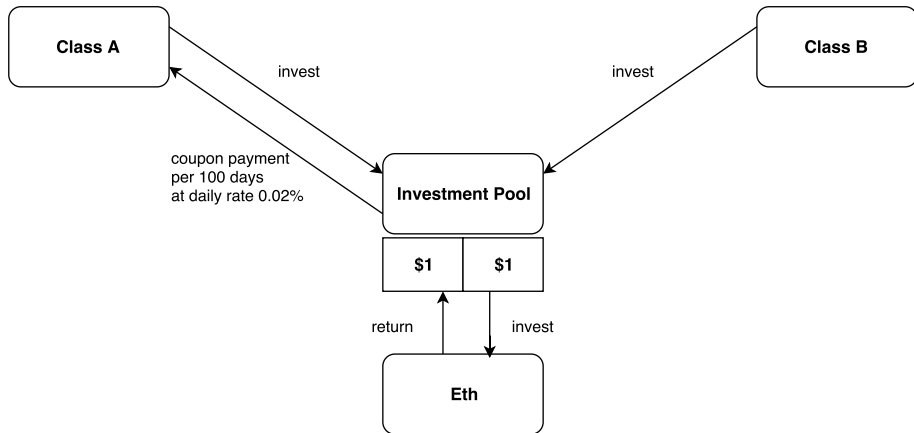 Class A
Class B
invest
invest
coupon payment
per 100 days
at daily rate 0.02%
Investment Pool
$1
$1
return
invest
Eth